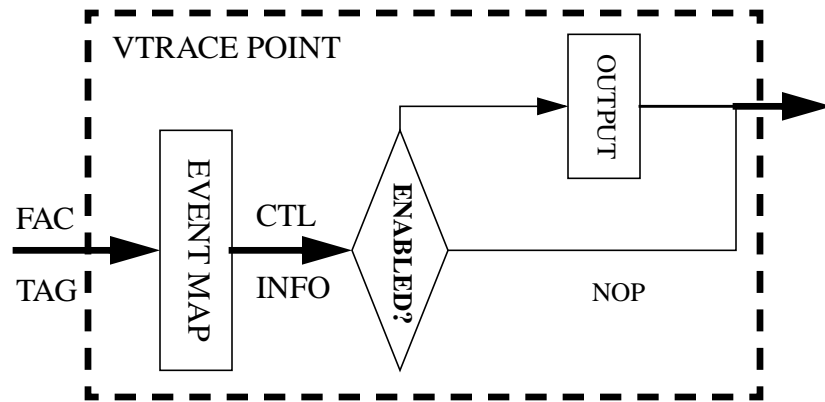 VTRACE POINT
OUTPUT
EVENT MAP
FAC
TAG
CTL
INFO
ENABLED?
NOP